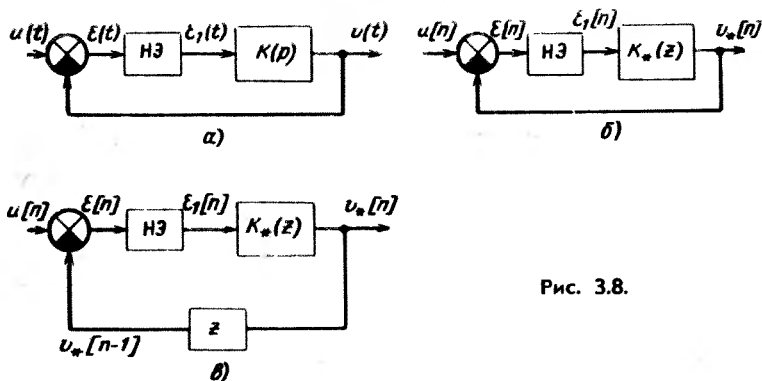 u(t) ε(t) НЭ ε₁(t) K(p) υ(t)
а)
u[n] ε[n] НЭ ε₁[n] K*(z) υ*[n]
б)
u[n] ε[n] НЭ ε₁[n] K*(z) υ*[n]
z
υ*[n-1]
в)
Рис. 3.8.